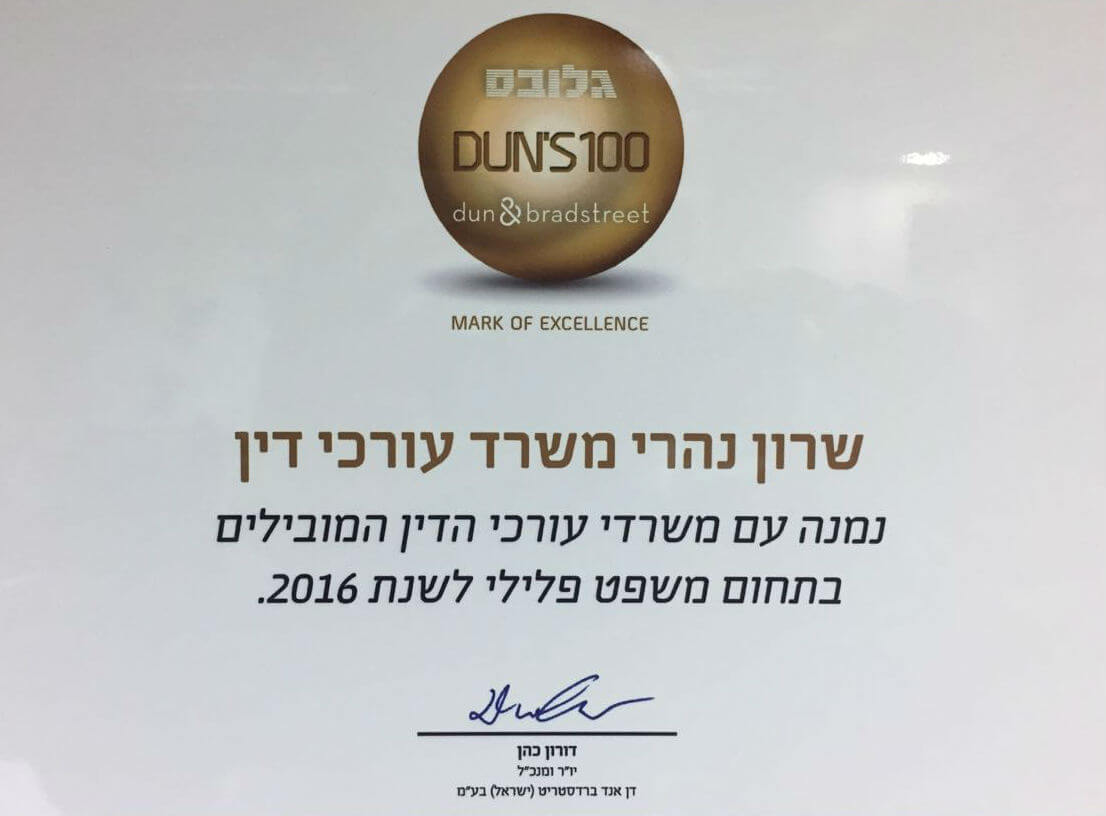 גלובס
DUN'S 100
dun & bradstreet
MARK OF EXCELLENCE
שרון נהרי משרד עורכי דין
נמנה עם משרדי עורכי הדין המובילים
בתחום משפט פלילי לשנת 2016.
דורון כהן
יו"ר ומנכ"ל
דן אנד ברדסטריט (ישראל) בע"מ